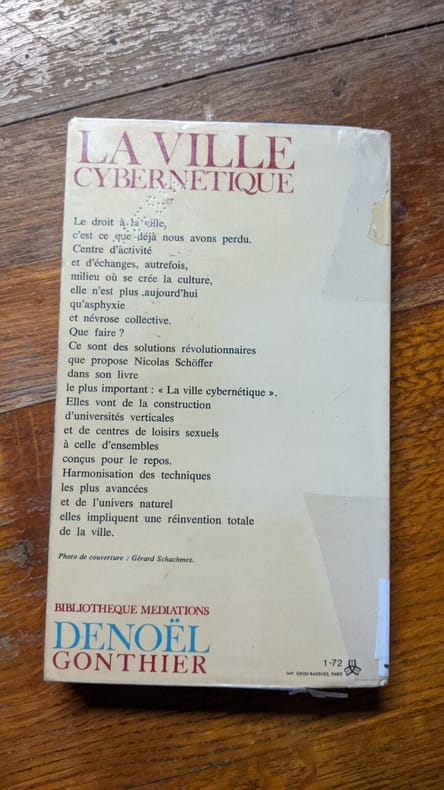 LA VILLE
CYBERNETIQUE
Le droit à la ville,
c'est ce que déjà nous avons perdu.
Centre d'activité
et d'échanges, autrefois,
milieu où se crée la culture,
elle n'est plus aujourd'hui
qu'asphyxie
et névrose collective.
Que faire ?
Ce sont des solutions révolutionnaires
que propose Nicolas Schöffer
dans son livre
le plus important : « La ville cybernétique ».
Elles vont de la construction
d'universités verticales
et de centres de loisirs sexuels
à celle d'ensembles
conçus pour le repos.
Harmonisation des techniques
les plus avancées
et de l'univers naturel
elles impliquent une réinvention totale
de la ville.
Photo de couverture : Gérard Schachmes.
BIBLIOTHEQUE MEDIATIONS
DENOËL
GONTHIER
1-72
IMP. PARIS